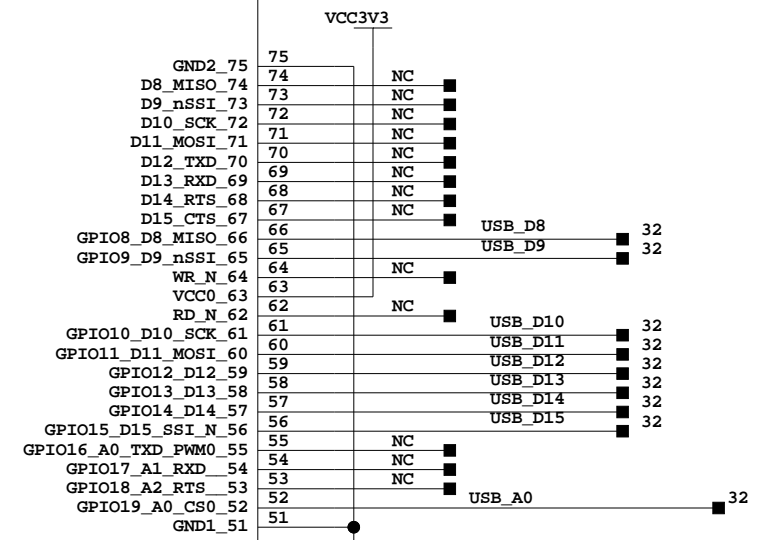 VCC3V3
GND2_75 75
D8_MISO_74 74 NC
D9_nSSI_73 73 NC
D10_SCK_72 72 NC
D11_MOSI_71 71 NC
D12_TXD_70 70 NC
D13_RXD_69 69 NC
D14_RTS_68 68 NC
D15_CTS_67 67 NC
GPIO8_D8_MISO_66 66 USB_D8 32
GPIO9_D9_nSSI_65 65 USB_D9 32
WR_N_64 64 NC
VCC0_63 63
RD_N_62 62 NC
GPIO10_D10_SCK_61 61 USB_D10 32
GPIO11_D11_MOSI_60 60 USB_D11 32
GPIO12_D12_59 59 USB_D12 32
GPIO13_D13_58 58 USB_D13 32
GPIO14_D14_57 57 USB_D14 32
GPIO15_D15_SSI_N_56 56 USB_D15 32
GPIO16_A0_TXD_PWM0_55 55 NC
GPIO17_A1_RXD__54 54 NC
GPIO18_A2_RTS__53 53 NC
GPIO19_A0_CS0_52 52 USB_A0 32
GND1_51 51